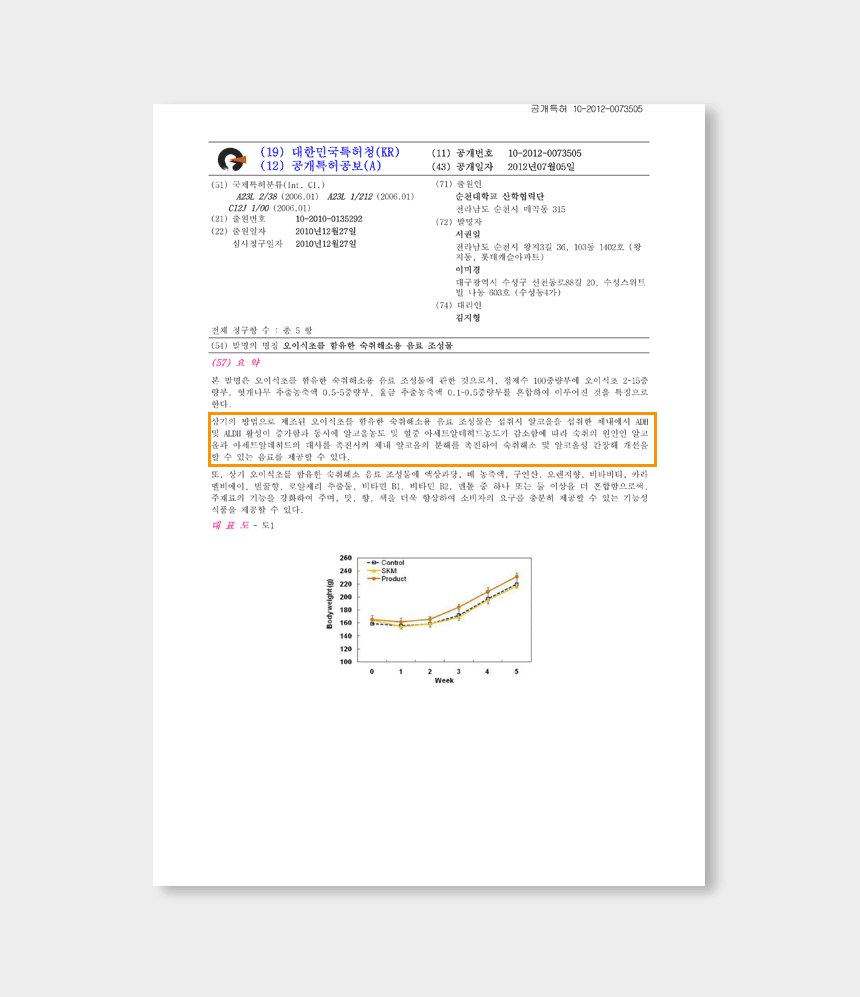 공개특허 10-2012-0073505
(19) 대한민국특허청(KR)
(12) 공개특허공보(A)
(11) 공개번호 10-2012-0073505
(43) 공개일자 2012년07월05일
(51) 국제특허분류(Int. Cl.)
A23L 2/38 (2006.01) A23L 1/212 (2006.01)
C12J 1/00 (2006.01)
(21) 출원번호 10-2010-0135292
(22) 출원일자 2010년12월27일
심사청구일자 2010년12월27일
(71) 출원인
순천대학교 산학협력단
전라남도 순천시 매곡동 315
(72) 발명자
서권일
전라남도 순천시 왕지3길 36, 103동 1402호 (왕
지동, 롯데캐슬아파트)
이미경
대구광역시 수성구 신천동로88길 20, 수성스위트
빌 나동 603호 (수성동4가)
(74) 대리인
김지형
전체 청구항 수 : 총 5 항
(54) 발명의 명칭 오이식초를 함유한 숙취해소용 음료 조성물
(57) 요 약
본 발명은 오이식초를 함유한 숙취해소용 음료 조성물에 관한 것으로서, 정제수 100중량부에 오이식초 2-15중
량부, 헛개나무 추출농축액 0.5-5중량부, 울금 추출농축액 0.1-0.5중량부를 혼합하여 이루어진 것을 특징으로
한다.
상기의 방법으로 제조된 오이식초를 함유한 숙취해소용 음료 조성물은 섭취시 알코올을 섭취한 체내에서 ADH
및 ALDH 활성이 증가함과 동시에 알코올농도 및 혈중 아세트알데히드농도가 감소함에 따라 숙취의 원인인 알코
올과 아세트알데히드의 대사를 촉진시켜 체내 알코올의 분해를 촉진하여 숙취해소 및 알코올성 간장해 개선을
할 수 있는 음료를 제공할 수 있다.
또, 상기 오이식초를 함유한 숙취해소 음료 조성물에 액상과당, 배 농축액, 구연산, 오렌지향, 비타비터, 카라
멜비에이, 벌꿀향, 로얄제리 추출물, 비타민 B1, 비타민 B2, 멘톨 중 하나 또는 둘 이상을 더 혼합함으로써,
주재료의 기능을 강화하여 주며, 맛, 향, 색을 더욱 향상하여 소비자의 요구를 충분히 제공할 수 있는 기능성
식품을 제공할 수 있다.
대 표 도 - 도1
260
240
220
200
180
160
140
120
100
Body weight(g)
Control
SKM
Product
0 1 2 3 4 5
Week